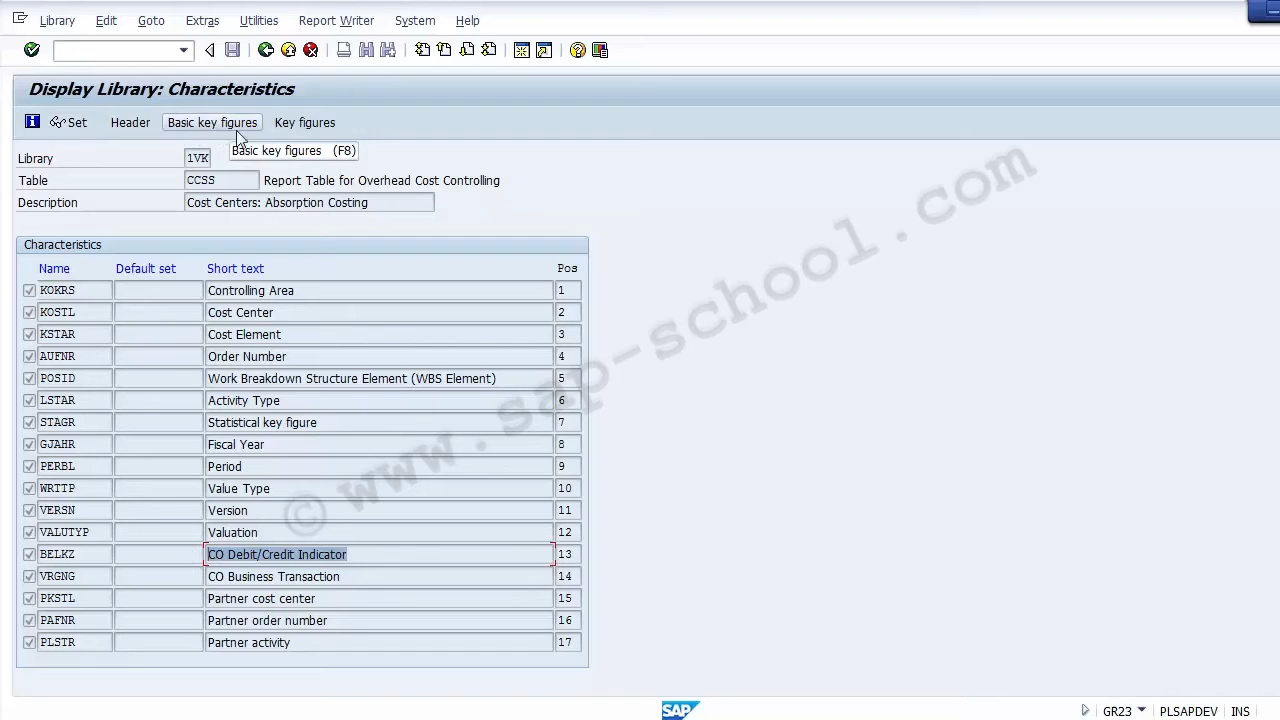 Library Edit Goto Extras Utilities Report Writer System Help
Display Library: Characteristics
Set Header Basic key figures Key figures
Basic key figures (F8)
Library 1VK
Table CCSS Report Table for Overhead Cost Controlling
Description Cost Centers: Absorption Costing
Characteristics
Name Default set Short text Pos
KOKRS Controlling Area 1
KOSTL Cost Center 2
KSTAR Cost Element 3
AUFNR Order Number 4
POSID Work Breakdown Structure Element (WBS Element) 5
LSTAR Activity Type 6
STAGR Statistical key figure 7
GJAHR Fiscal Year 8
PERBL Period 9
WRTTP Value Type 10
VERSN Version 11
VALUTYP Valuation 12
BELKZ CO Debit/Credit Indicator 13
VRGNG CO Business Transaction 14
PKSTL Partner cost center 15
PAFNR Partner order number 16
PLSTR Partner activity 17
© www.sap-school.com
SAP GR23 PLSAPDEV INS